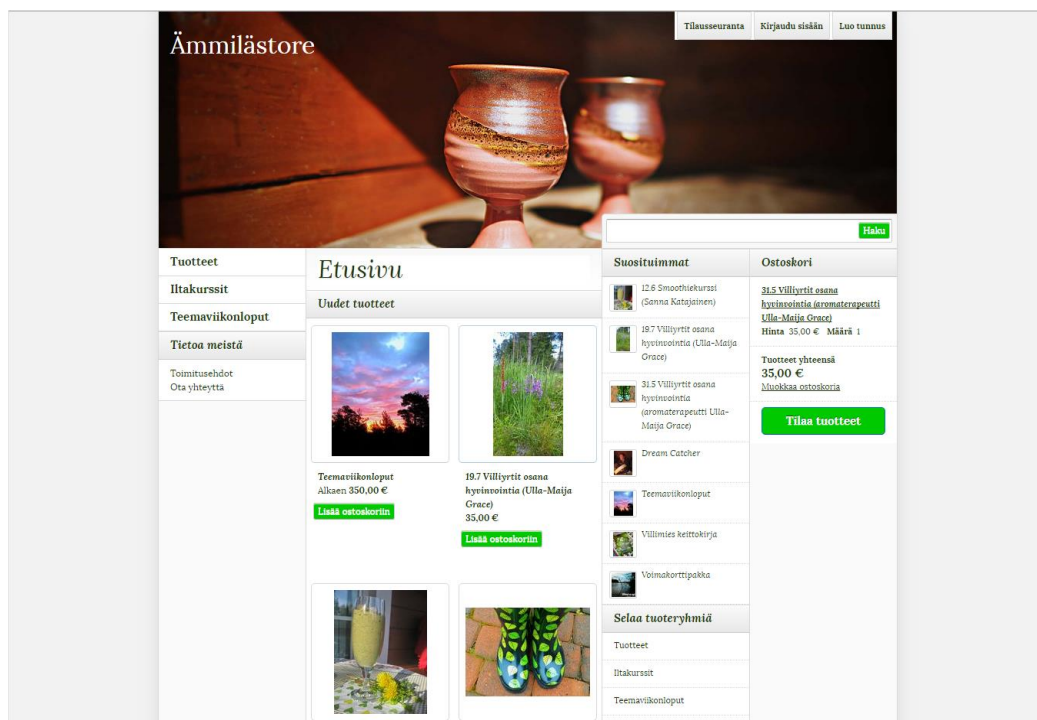 Ämmilästore
Tilausseuranta
Kirjaudu sisään
Luo tunnus
Haku
Tuotteet
Iltakurssit
Teemaviikonloput
Tietoa meistä
Toimitusehdot
Ota yhteyttä
Etusivu
Uudet tuotteet
Teemaviikonloput
Alkaen 350,00 €
Lisää ostoskoriin
19.7 Villiyrtit osana
hyvinvointia (Ulla-Maija
Grace)
35,00 €
Lisää ostoskoriin
Suosituimmat
12.6 Smoothiekurssi
(Sanna Katajainen)
19.7 Villiyrtit osana
hyvinvointia (Ulla-Maija
Grace)
31.5 Villiyrtit osana
hyvinvointia
(aromaterapeutti Ulla-
Maija Grace)
Dream Catcher
Teemaviikonloput
Villimies keittokirja
Voimakorttipakka
Selaa tuoteryhmiä
Tuotteet
Iltakurssit
Teemaviikonloput
Ostoskori
31.5 Villiyrtit osana
hyvinvointia (aromaterapeutti
Ulla-Maija Grace)
Hinta 35,00 € Määrä 1
Tuotteet yhteensä
35,00 €
Muokkaa ostoskoria
Tilaa tuotteet